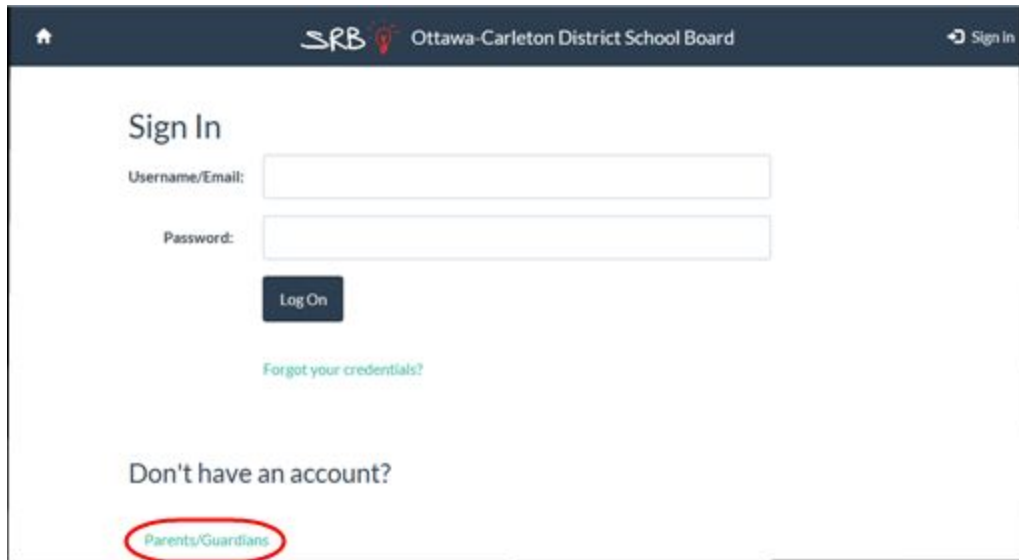 SRB Ottawa-Carleton District School Board Sign in
Sign In
Username/Email:
Password:
Log On
Forgot your credentials?
Don't have an account?
Parents/Guardians